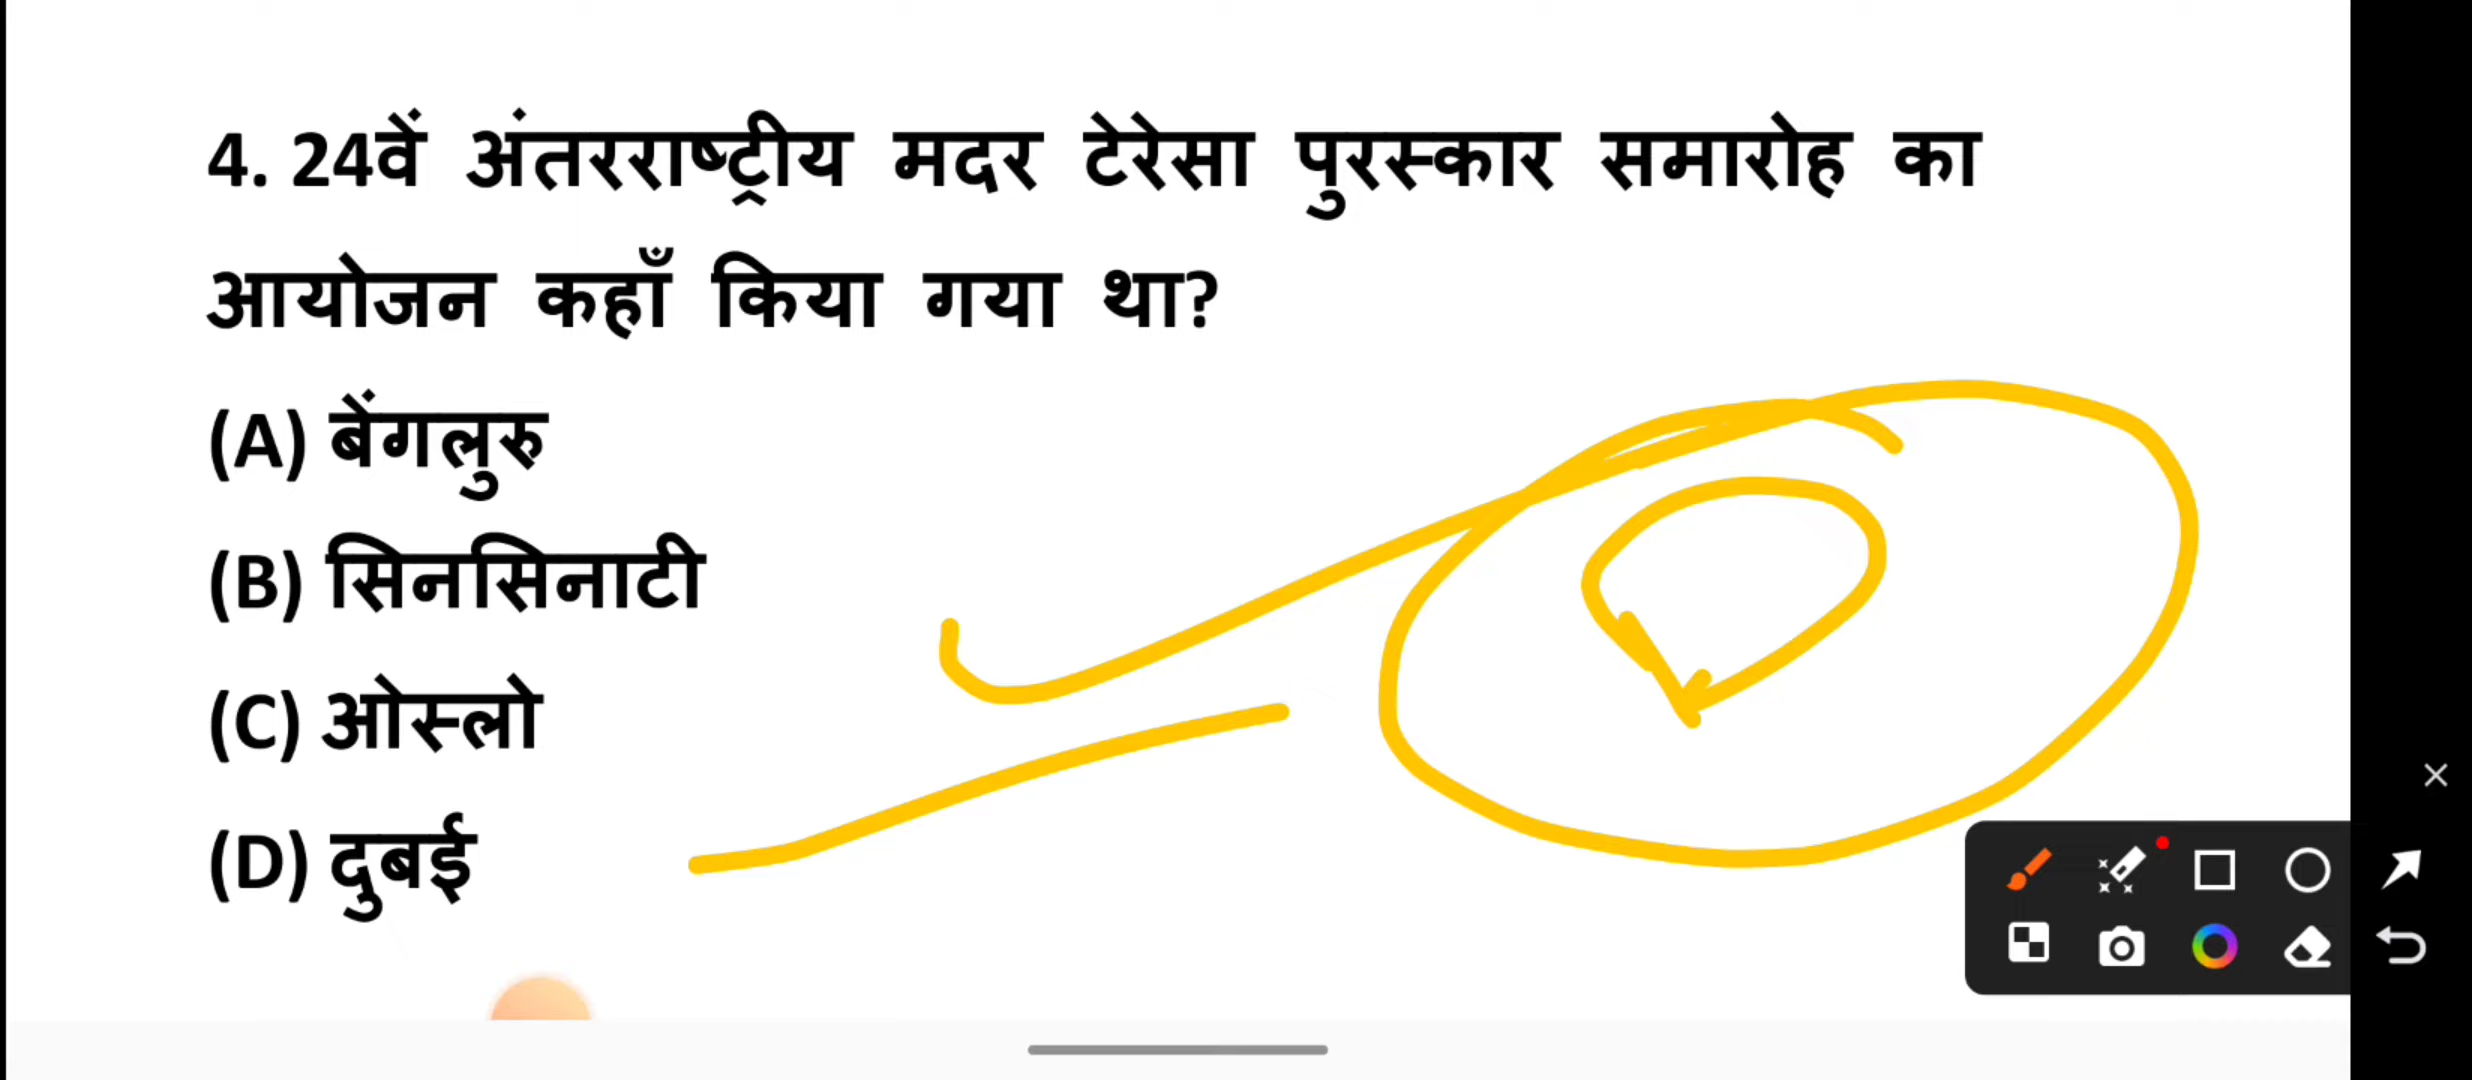 4. 24वें अंतरराष्ट्रीय मदर टेरेसा पुरस्कार समारोह का
आयोजन कहाँ किया गया था?
(A) बेंगलुरु
(B) सिनसिनाटी
(C) ओस्लो
(D) दुबई